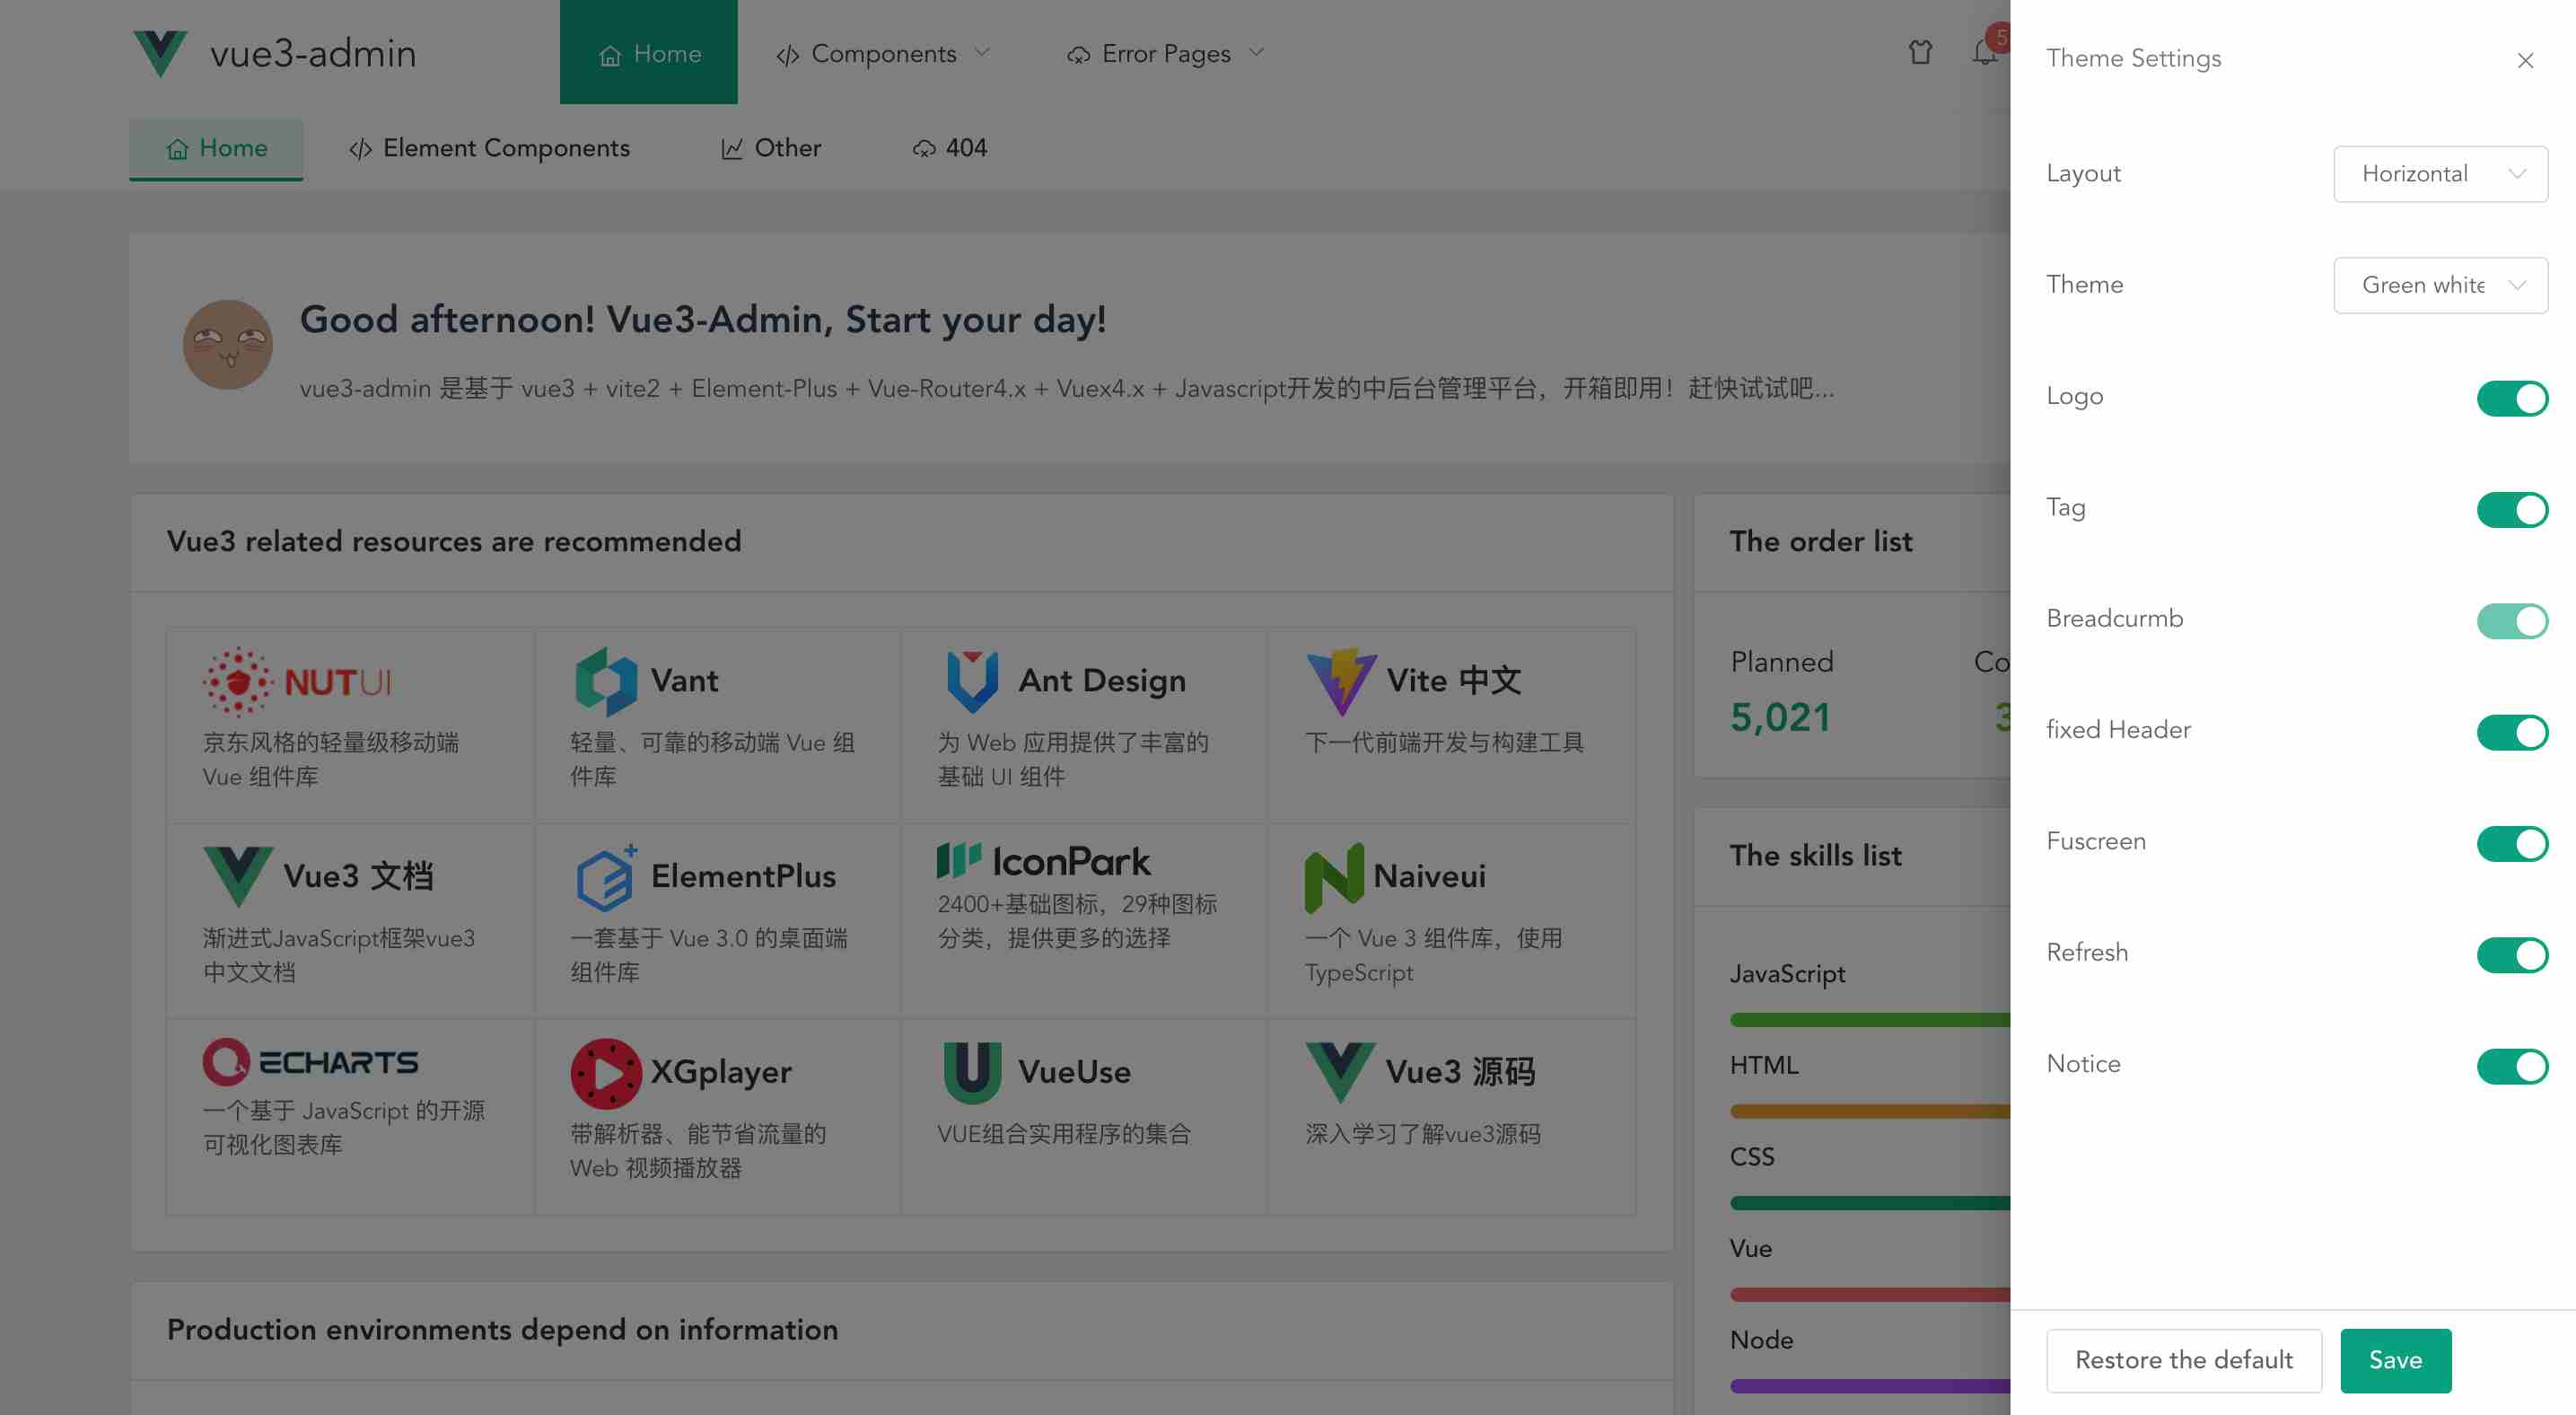 vue3-admin
Home
Components
Error Pages
5
Home
Element Components
Other
404
Good afternoon! Vue3-Admin, Start your day!
vue3-admin 是基于 vue3 + vite2 + Element-Plus + Vue-Router4.x + Vuex4.x + Javascript开发的中后台管理平台，开箱即用！赶快试试吧...
Vue3 related resources are recommended
NUTUI
京东风格的轻量级移动端
Vue 组件库
Vant
轻量、可靠的移动端 Vue 组
件库
Ant Design
为 Web 应用提供了丰富的
基础 UI 组件
Vite 中文
下一代前端开发与构建工具
Vue3 文档
渐进式JavaScript框架vue3
中文文档
ElementPlus
一套基于 Vue 3.0 的桌面端
组件库
IconPark
2400+基础图标，29种图标
分类，提供更多的选择
Naiveui
一个 Vue 3 组件库，使用
TypeScript
ECHARTS
一个基于 JavaScript 的开源
可视化图表库
XGplayer
带解析器、能节省流量的
Web 视频播放器
VueUse
VUE组合实用程序的集合
Vue3 源码
深入学习了解vue3源码
Production environments depend on information
The order list
Planned
5,021
Co
3
The skills list
JavaScript
HTML
CSS
Vue
Node
Theme Settings
Layout
Horizontal
Theme
Green white
Logo
Tag
Breadcurmb
fixed Header
Fuscreen
Refresh
Notice
Restore the default
Save